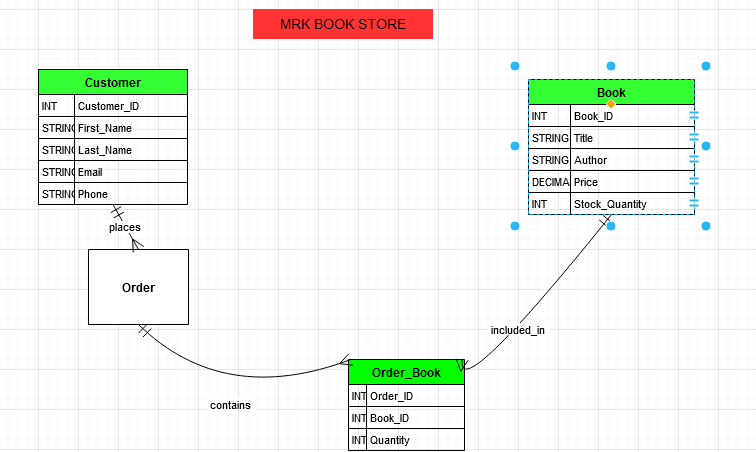 MRK BOOK STORE
Customer
INT Customer_ID
STRING First_Name
STRING Last_Name
STRING Email
STRING Phone
places
Order
contains
Book
INT Book_ID
STRING Title
STRING Author
DECIMA Price
INT Stock_Quantity
included_in
Order_Book
INT Order_ID
INT Book_ID
INT Quantity